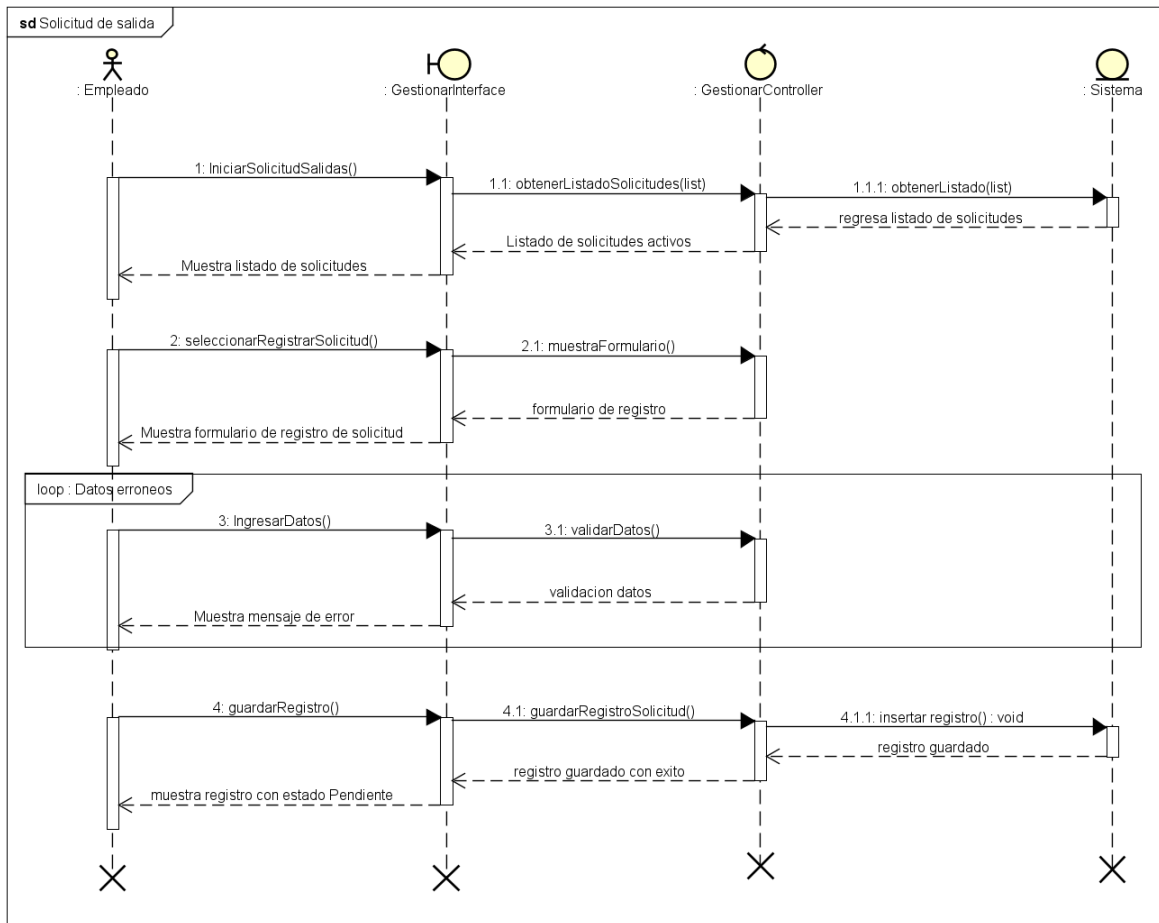 sd Solicitud de salida
: Empleado
: GestionarInterface
: GestionarController
: Sistema
1: IniciarSolicitudSalidas()
1.1: obtenerListadoSolicitudes(list)
1.1.1: obtenerListado(list)
regresa listado de solicitudes
Listado de solicitudes activos
Muestra listado de solicitudes
2: seleccionarRegistrarSolicitud()
2.1: muestraFormulario()
formulario de registro
Muestra formulario de registro de solicitud
loop : Datos erroneos
3: IngresarDatos()
3.1: validarDatos()
validacion datos
Muestra mensaje de error
4: guardarRegistro()
4.1: guardarRegistroSolicitud()
4.1.1: insertar registro() : void
registro guardado
registro guardado con exito
muestra registro con estado Pendiente